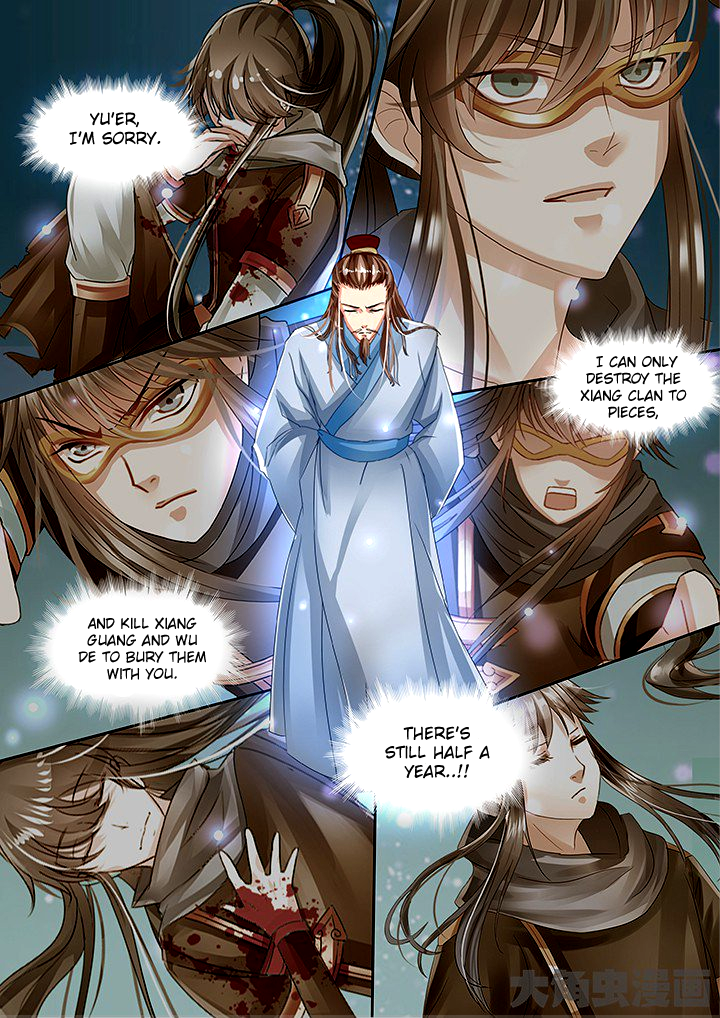 YU'ER,
I'M SORRY.
I CAN ONLY
DESTROY THE
XIANG CLAN TO
PIECES,
AND KILL XIANG
GUANG AND WU
DE TO BURY THEM
WITH YOU.
THERE'S
STILL HALF A
YEAR..!!
大角虫漫画